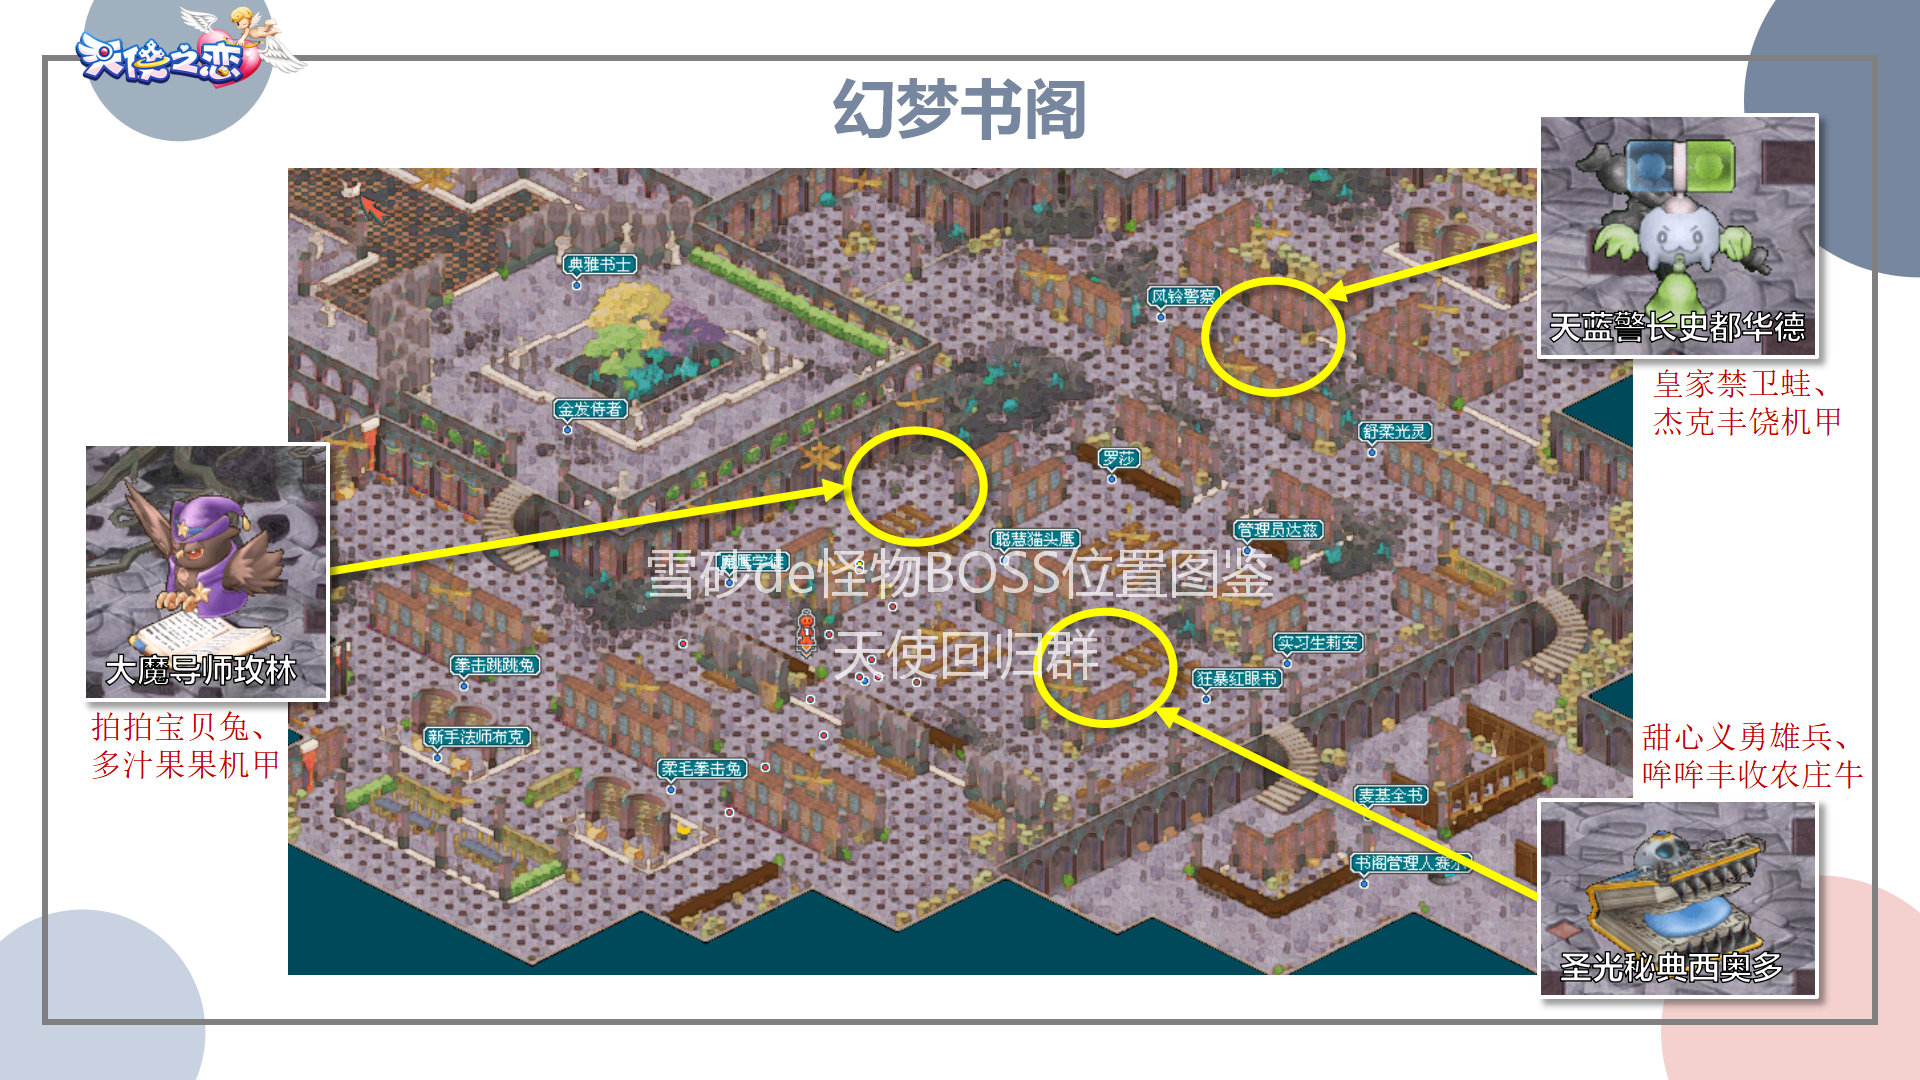 天使之恋
幻梦书阁
典雅书士
风铃警察
天蓝警长史都华德
皇家禁卫蛙、
杰克丰饶机甲
金发侍者
舒柔光灵
罗莎
管理员达兹
聪慧猫头鹰
魔鹰学徒
雪砂de怪物BOSS位置图鉴
天使回归群
大魔导师玫林
拍拍宝贝兔、
多汁果果机甲
拳击跳跳兔
实习生莉安
狂暴红眼书
新手法师布克
柔毛拳击兔
甜心义勇雄兵、
哞哞丰收农庄牛
麦基全书
书阁管理人赛尔
圣光秘典西奥多